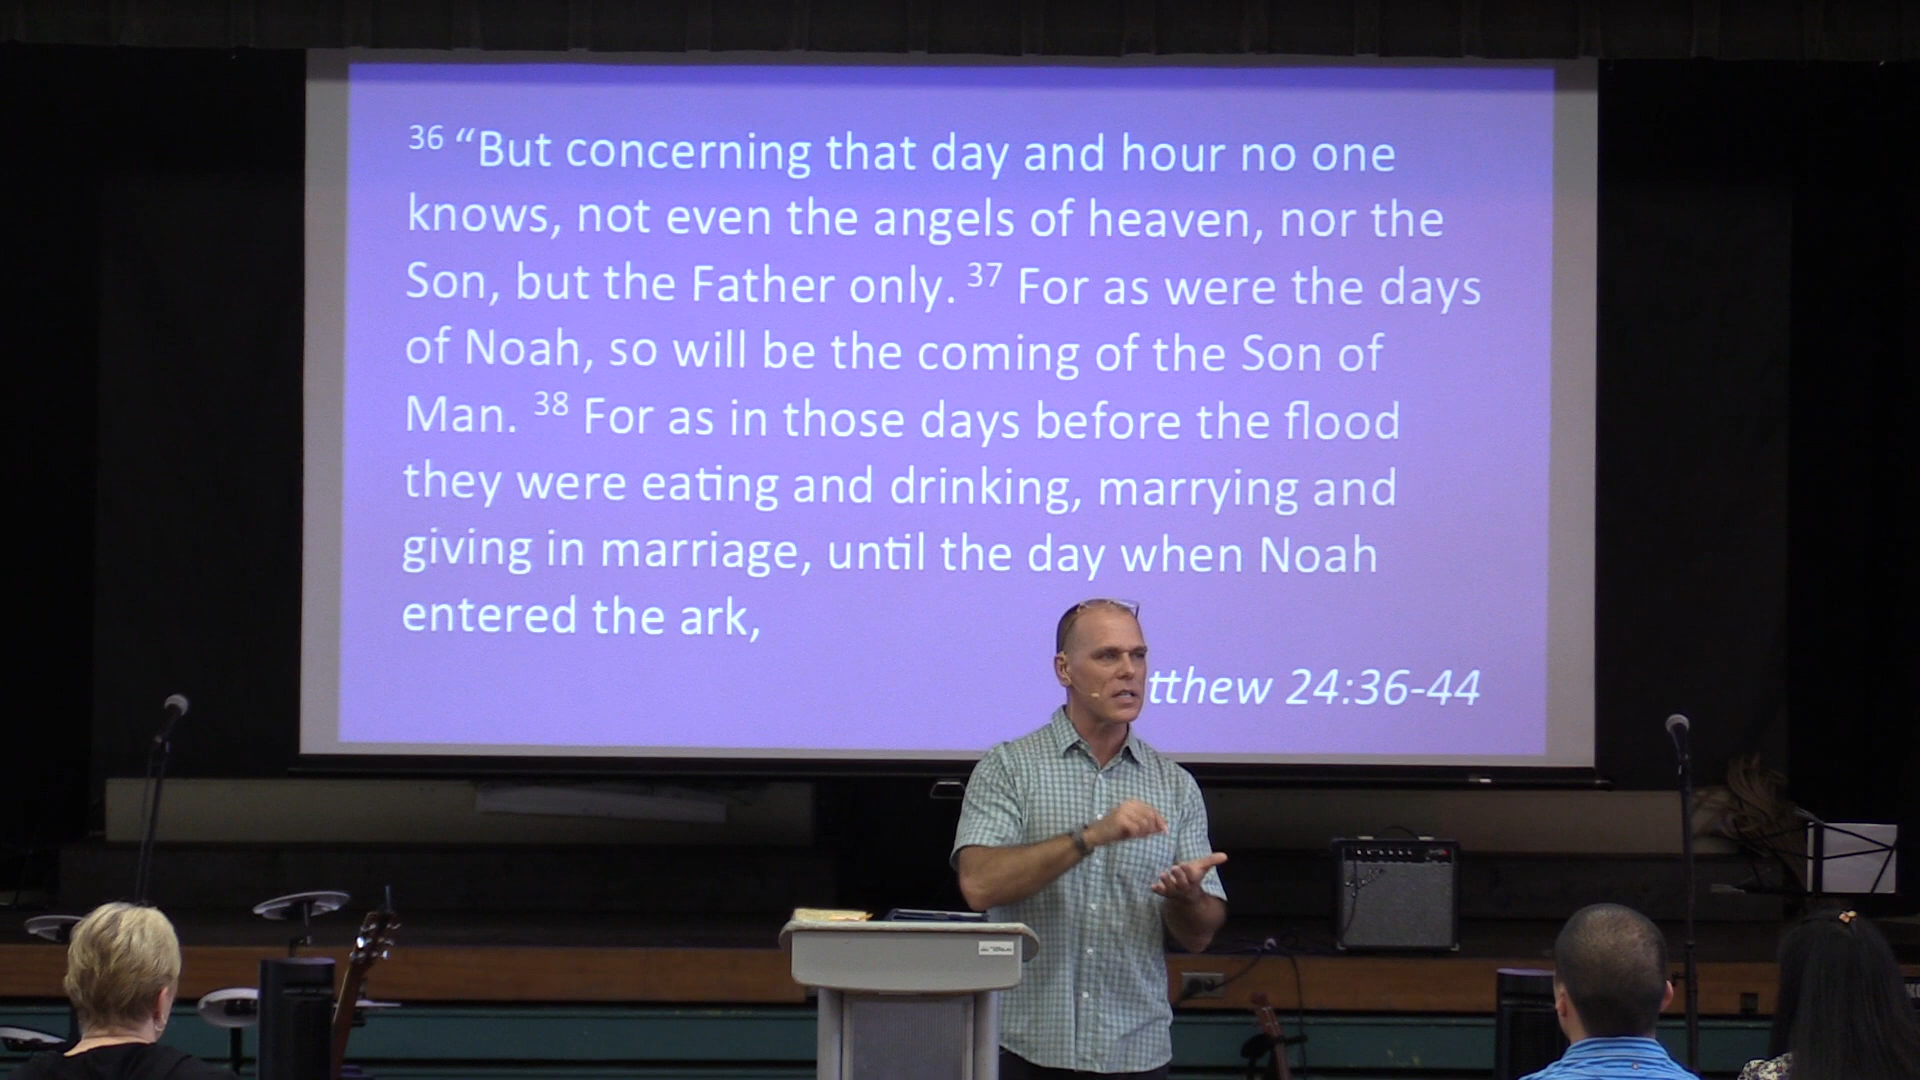 36 “But concerning that day and hour no one
knows, not even the angels of heaven, nor the
Son, but the Father only. 37 For as were the days
of Noah, so will be the coming of the Son of
Man. 38 For as in those days before the flood
they were eating and drinking, marrying and
giving in marriage, until the day when Noah
entered the ark,
tthew 24:36-44